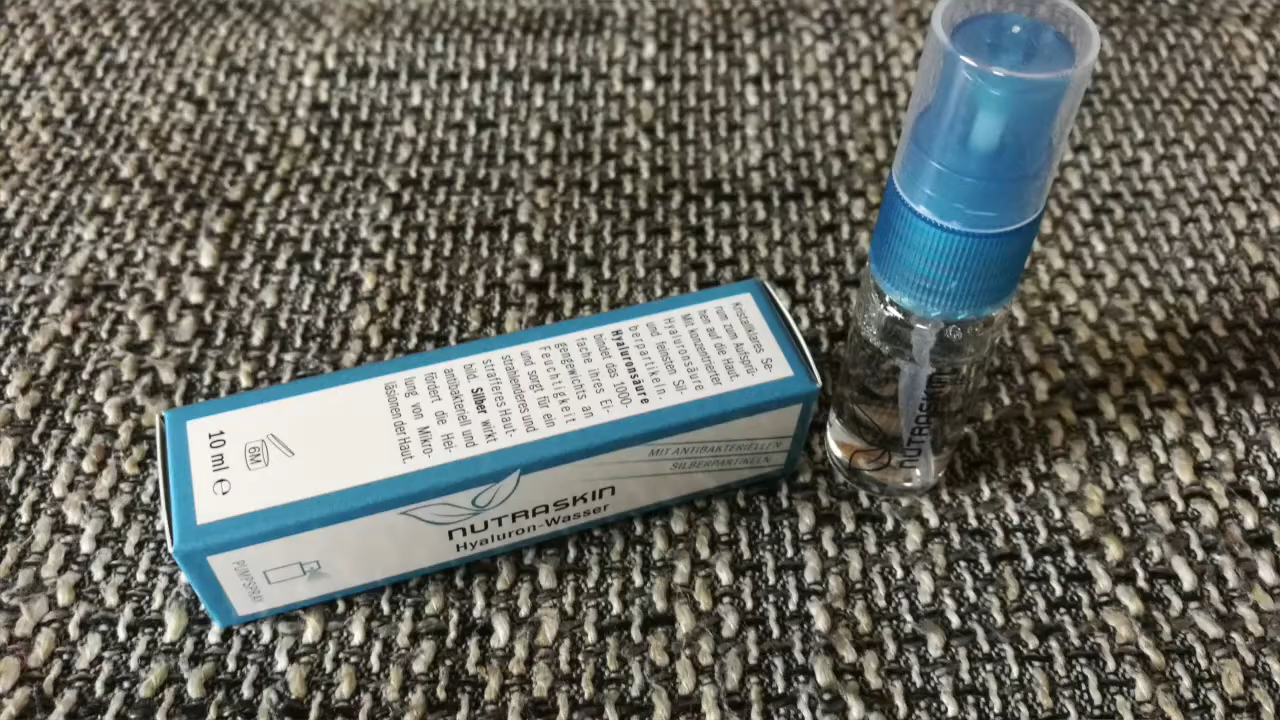 Kristallklares Se-
rum zum Aufsprü-
hen auf die Haut.
Mit konzentrierter
Hyaluronsäure
und feinsten Sil-
berpartikeln.
Hyaluronsäure
bindet das 1000-
fache ihres Ei-
gengewichts an
Feuchtigkeit
und sorgt für ein
strahlenderes und
strafferes Haut-
bild. Silber wirkt
antibakteriell und
fördert die Hei-
lung von Mikro-
läsionen der Haut.
6M
10 ml e
MIT ANTIBAKTERIELLEN
SILBERPARTIKELN
NUTRASKIN
Hyaluron-Wasser
PUMPSPRAY
NUTRASKIN